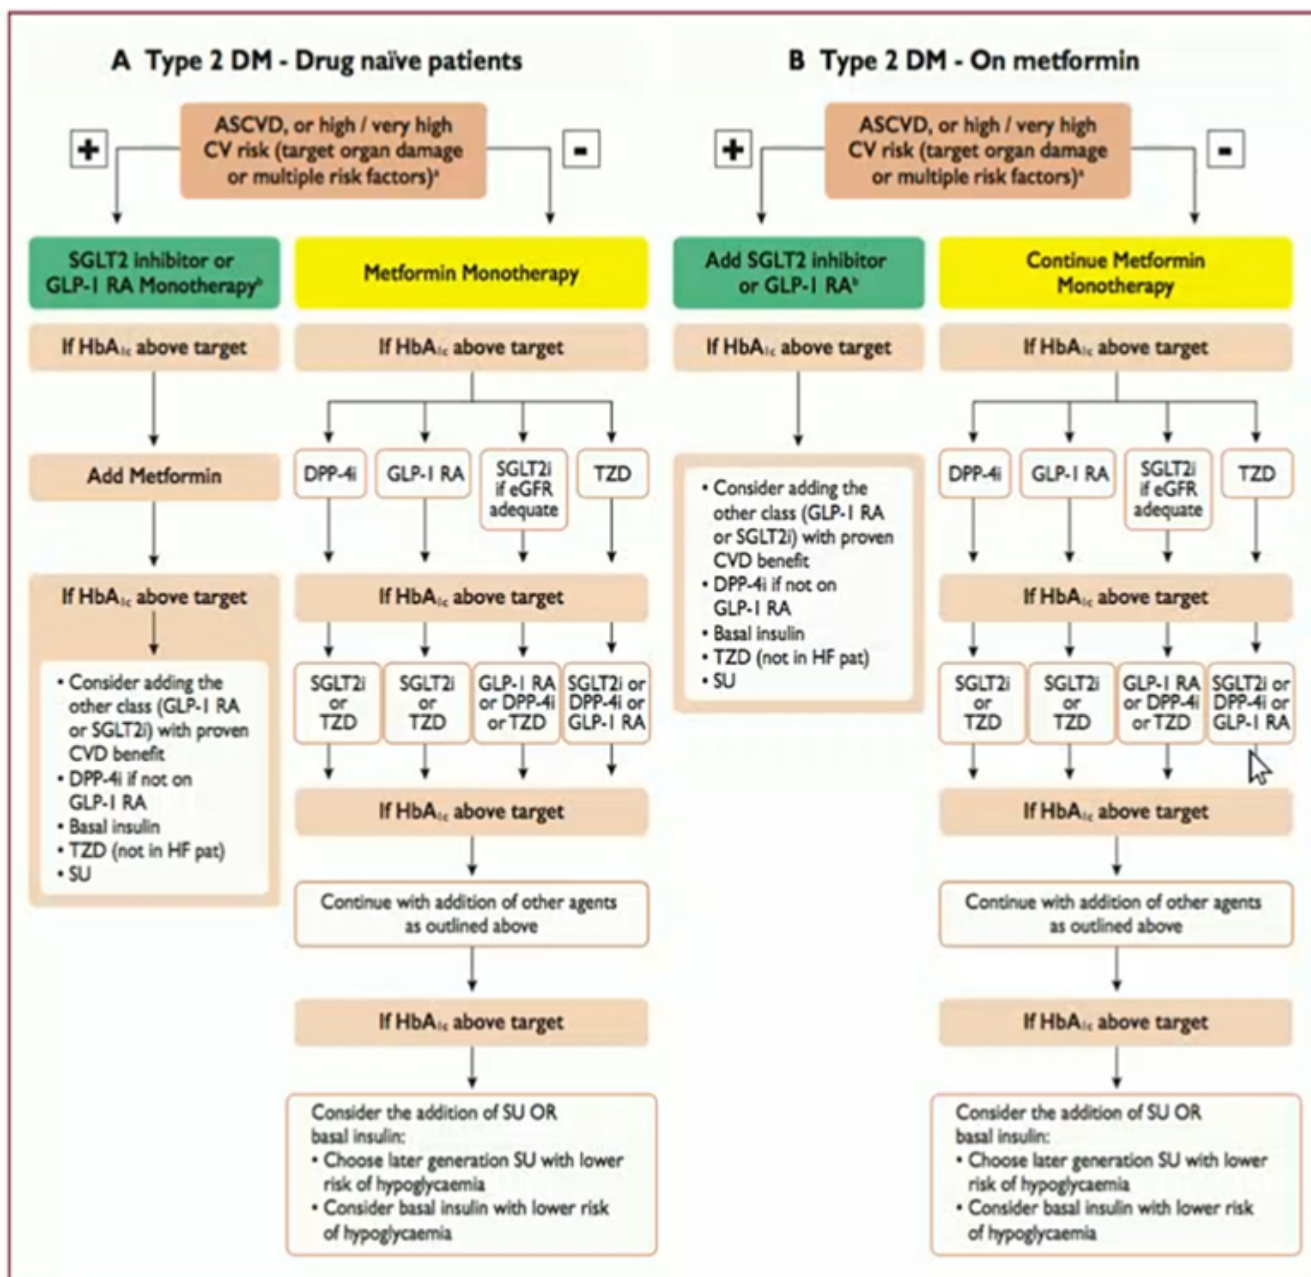 A Type 2 DM - Drug naïve patients
+
ASCVD, or high / very high
CV risk (target organ damage
or multiple risk factors)ᵃ
-
SGLT2 inhibitor or
GLP-1 RA Monotherapyᵇ
Metformin Monotherapy
If HbA₁c above target
If HbA₁c above target
Add Metformin
DPP-4i
GLP-1 RA
SGLT2i
if eGFR
adequate
TZD
If HbA₁c above target
If HbA₁c above target
• Consider adding the
other class (GLP-1 RA
or SGLT2i) with proven
CVD benefit
• DPP-4i if not on
GLP-1 RA
• Basal insulin
• TZD (not in HF pat)
• SU
SGLT2i
or
TZD
SGLT2i
or
TZD
GLP-1 RA
or DPP-4i
or TZD
SGLT2i or
DPP-4i or
GLP-1 RA
If HbA₁c above target
Continue with addition of other agents
as outlined above
If HbA₁c above target
Consider the addition of SU OR
basal insulin:
• Choose later generation SU with lower
risk of hypoglycaemia
• Consider basal insulin with lower risk
of hypoglycaemia
B Type 2 DM - On metformin
+
ASCVD, or high / very high
CV risk (target organ damage
or multiple risk factors)ᵃ
-
Add SGLT2 inhibitor
or GLP-1 RAᵇ
Continue Metformin
Monotherapy
If HbA₁c above target
If HbA₁c above target
• Consider adding the
other class (GLP-1 RA
or SGLT2i) with proven
CVD benefit
• DPP-4i if not on
GLP-1 RA
• Basal insulin
• TZD (not in HF pat)
• SU
DPP-4i
GLP-1 RA
SGLT2i
if eGFR
adequate
TZD
If HbA₁c above target
SGLT2i
or
TZD
SGLT2i
or
TZD
GLP-1 RA
or DPP-4i
or TZD
SGLT2i or
DPP-4i or
GLP-1 RA
If HbA₁c above target
Continue with addition of other agents
as outlined above
If HbA₁c above target
Consider the addition of SU OR
basal insulin:
• Choose later generation SU with lower
risk of hypoglycaemia
• Consider basal insulin with lower risk
of hypoglycaemia